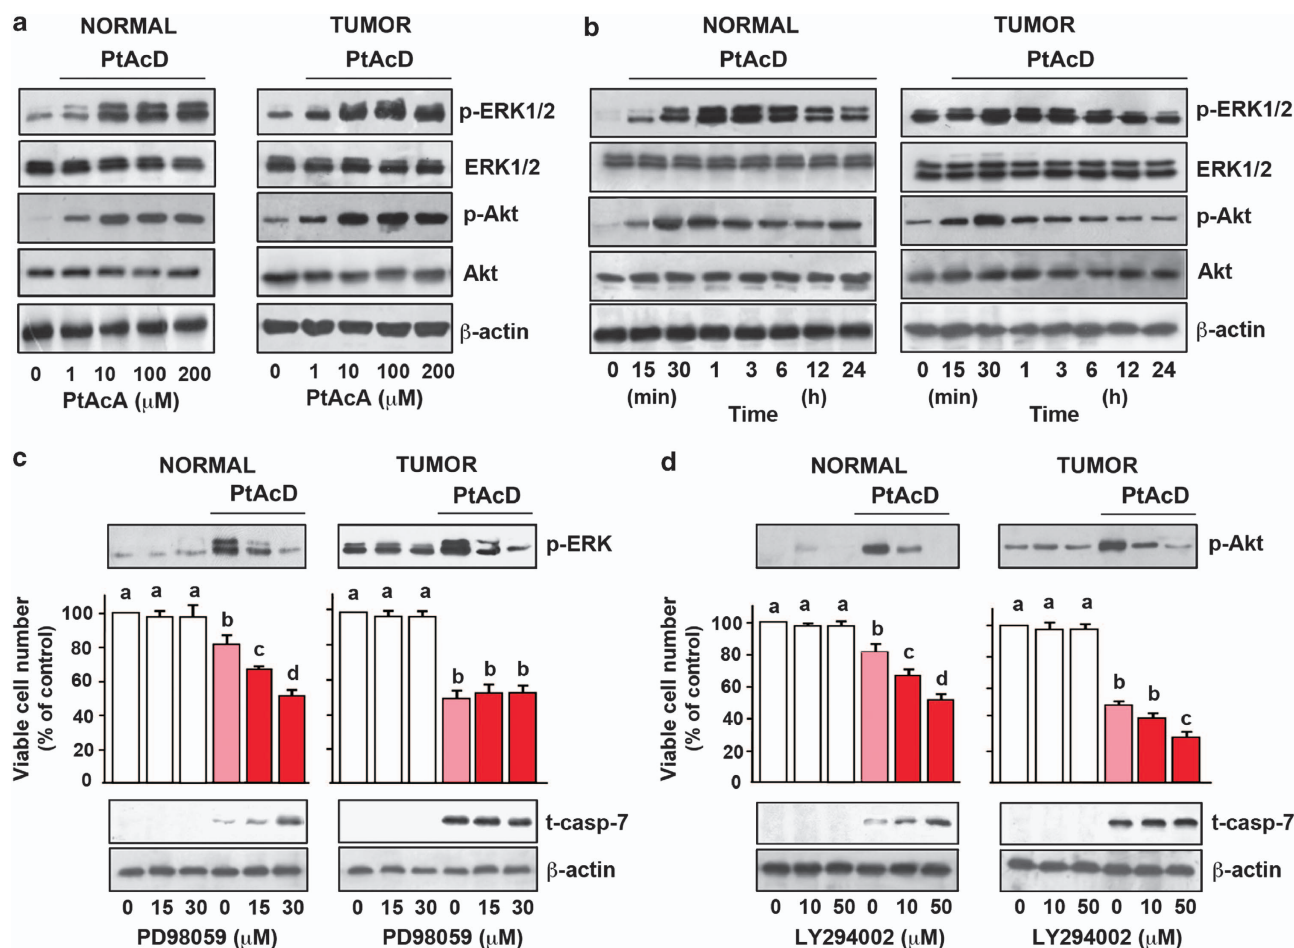 a NORMAL TUMOR
PtAcD PtAcD
p-ERK1/2
ERK1/2
p-Akt
Akt
β-actin
0 1 10 100 200 0 1 10 100 200
PtAcA (μM) PtAcA (μM)
b NORMAL TUMOR
PtAcD PtAcD
p-ERK1/2
ERK1/2
p-Akt
Akt
β-actin
0 15 30 1 3 6 12 24 0 15 30 1 3 6 12 24
(min) (h) (min) (h)
Time Time
c NORMAL TUMOR
PtAcD PtAcD
p-ERK
Viable cell number
(% of control)
100
80
60
40
20
0
a a a b c d
a a a b b b
t-casp-7
β-actin
0 15 30 0 15 30 0 15 30 0 15 30
PD98059 (μM) PD98059 (μM)
d NORMAL TUMOR
PtAcD PtAcD
p-Akt
Viable cell number
(% of control)
100
80
60
40
20
0
a a a b c d
a a a b b c
t-casp-7
β-actin
0 10 50 0 10 50 0 10 50 0 10 50
LY294002 (μM) LY294002 (μM)